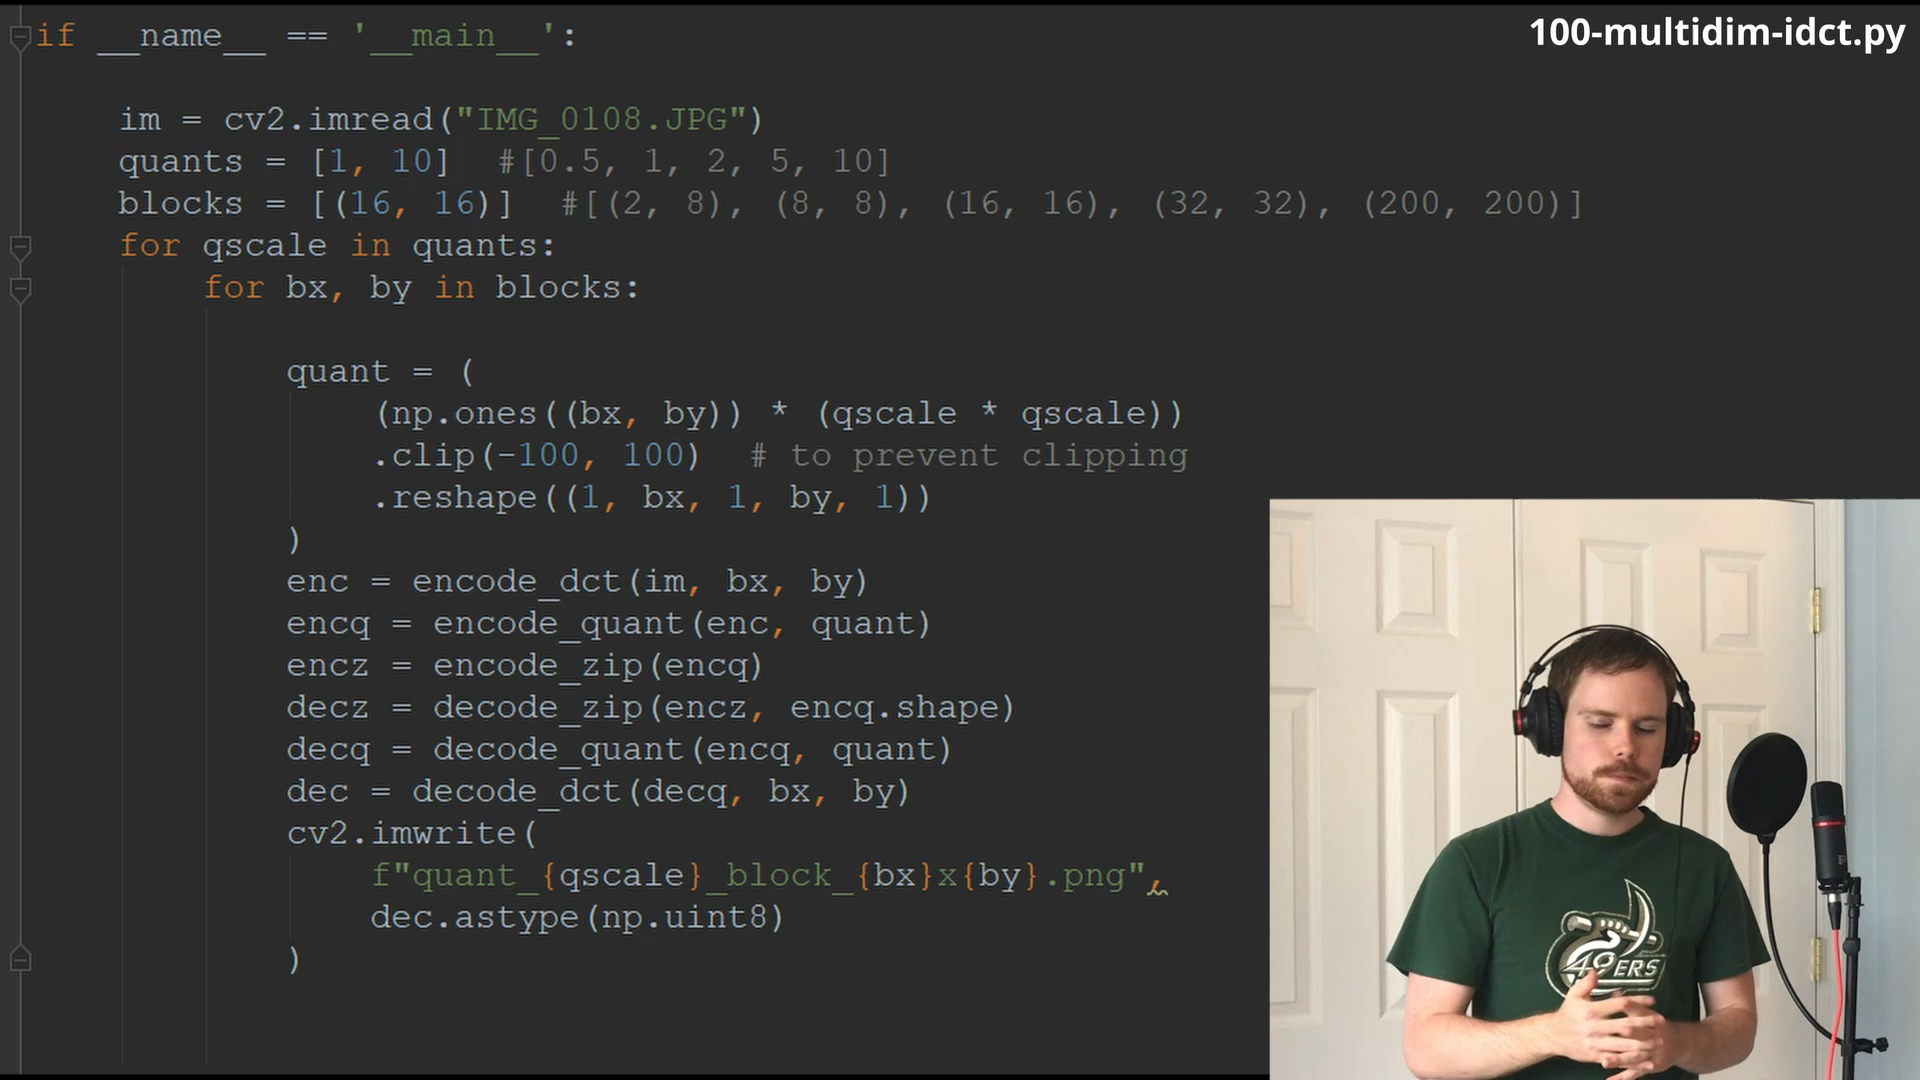 100-multidim-idct.py
if __name__ == '__main__':
im = cv2.imread("IMG_0108.JPG")
quants = [1, 10]  #[0.5, 1, 2, 5, 10]
blocks = [(16, 16)]  #[(2, 8), (8, 8), (16, 16), (32, 32), (200, 200)]
for qscale in quants:
for bx, by in blocks:
quant = (
(np.ones((bx, by)) * (qscale * qscale))
.clip(-100, 100)  # to prevent clipping
.reshape((1, bx, 1, by, 1))
)
enc = encode_dct(im, bx, by)
encq = encode_quant(enc, quant)
encz = encode_zip(encq)
decz = decode_zip(encz, encq.shape)
decq = decode_quant(encq, quant)
dec = decode_dct(decq, bx, by)
cv2.imwrite(
f"quant_{qscale}_block_{bx}x{by}.png",
dec.astype(np.uint8)
)
49ERS